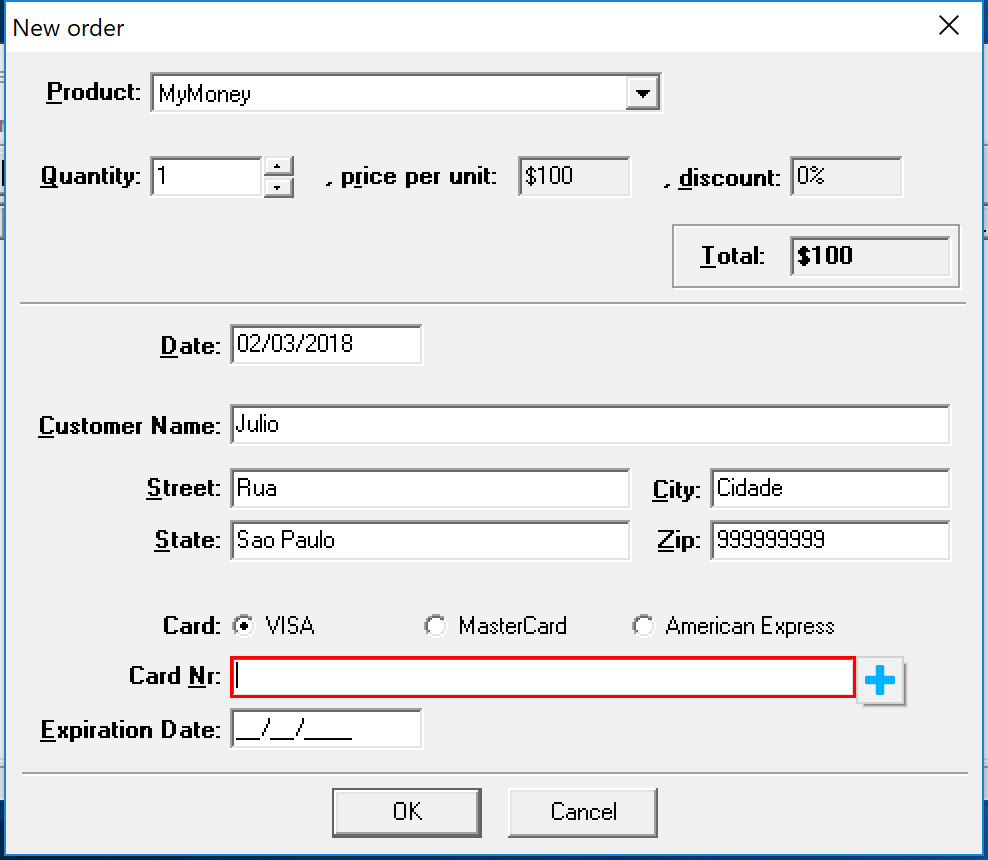 New order
Product: MyMoney
Quantity: 1 , price per unit: $100 , discount: 0%
Total: $100
Date: 02/03/2018
Customer Name: Julio
Street: Rua City: Cidade
State: Sao Paulo Zip: 999999999
Card: VISA MasterCard American Express
Card Nr:
Expiration Date: __/__/____
OK Cancel